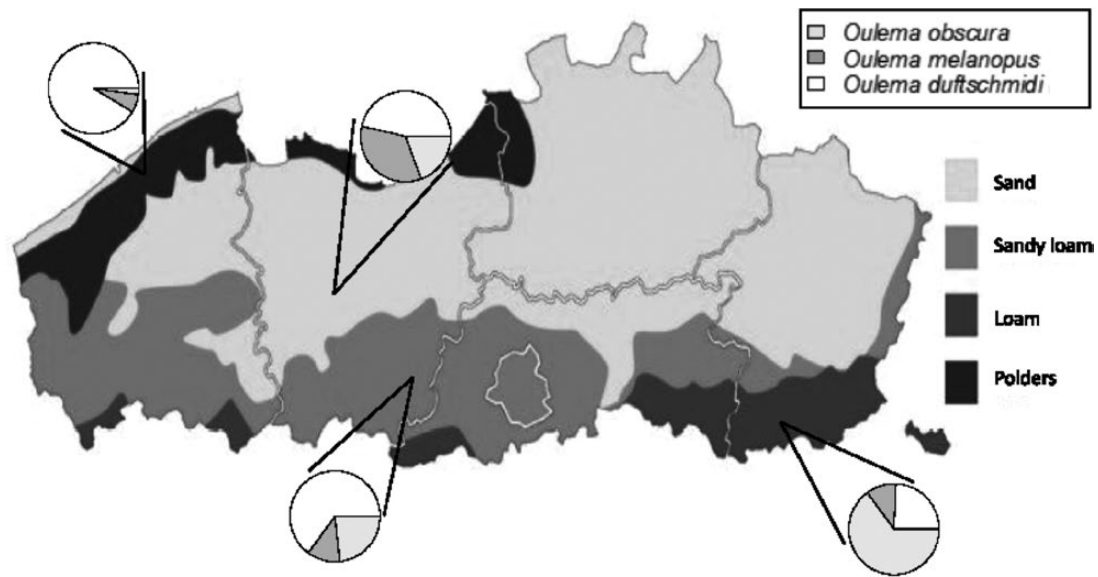 Oulema obscura
Oulema melanopus
Oulema duftschmidi
Sand
Sandy loam
Loam
Polders